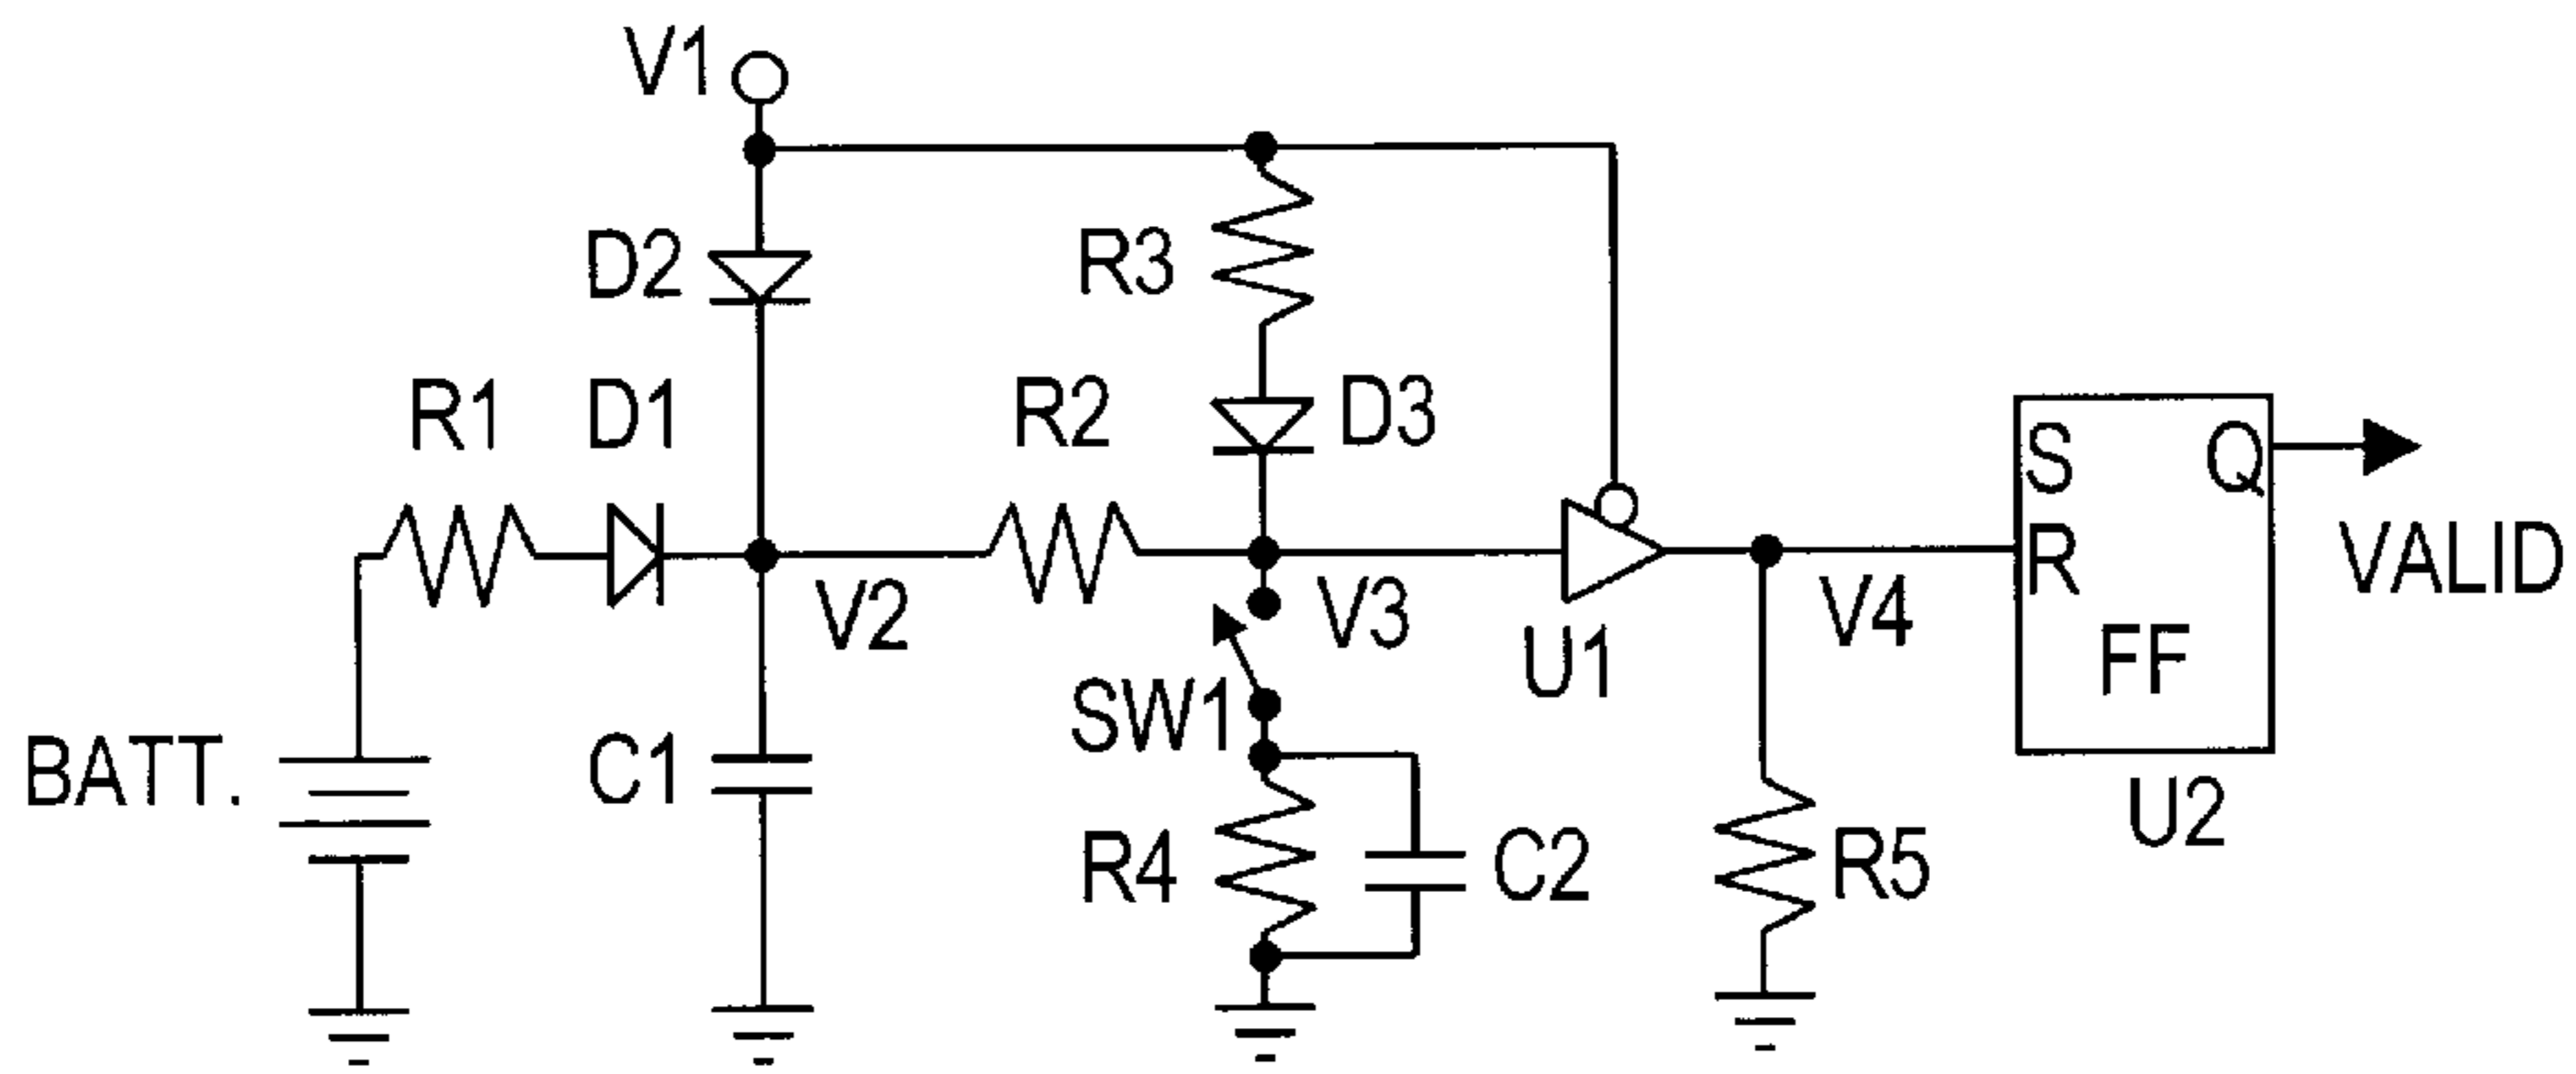 V1
D2
R3
R1
D1
R2
D3
S
Q
R
VALID
V2
V3
V4
U1
FF
SW1
BATT.
C1
U2
R4
C2
R5